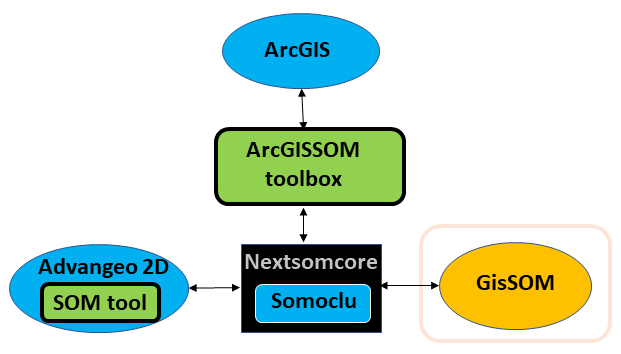 ArcGIS
ArcGISSOM
toolbox
Advangeo 2D
SOM tool
Nextsomcore
Somoclu
GisSOM